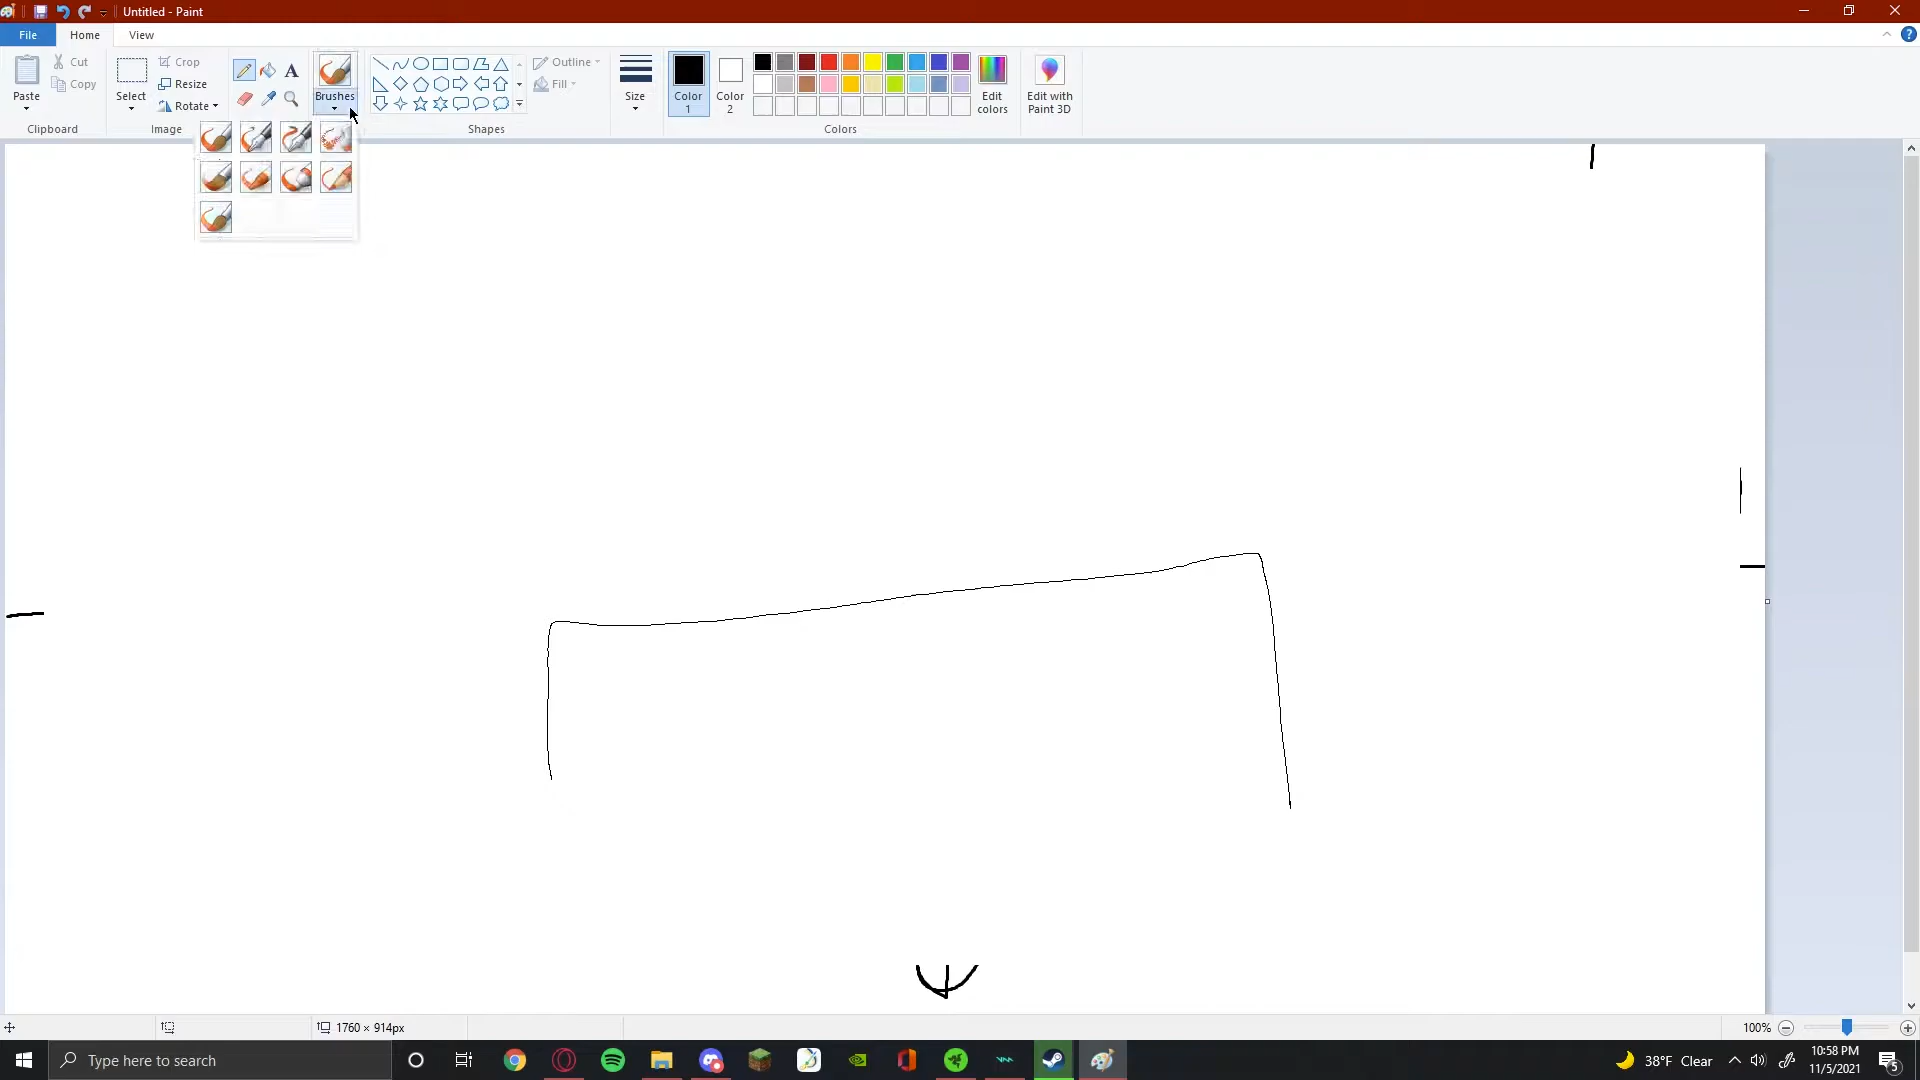 Untitled - Paint
File Home View
Paste
Cut
Copy
Clipboard
Select
Crop
Resize
Rotate
Image
A
Brushes
Shapes
Outline
Fill
Size
Color 1
Color 2
Edit colors
Colors
Edit with Paint 3D
1760 × 914px
100%
Type here to search
38°F Clear
10:58 PM
11/5/2021
5